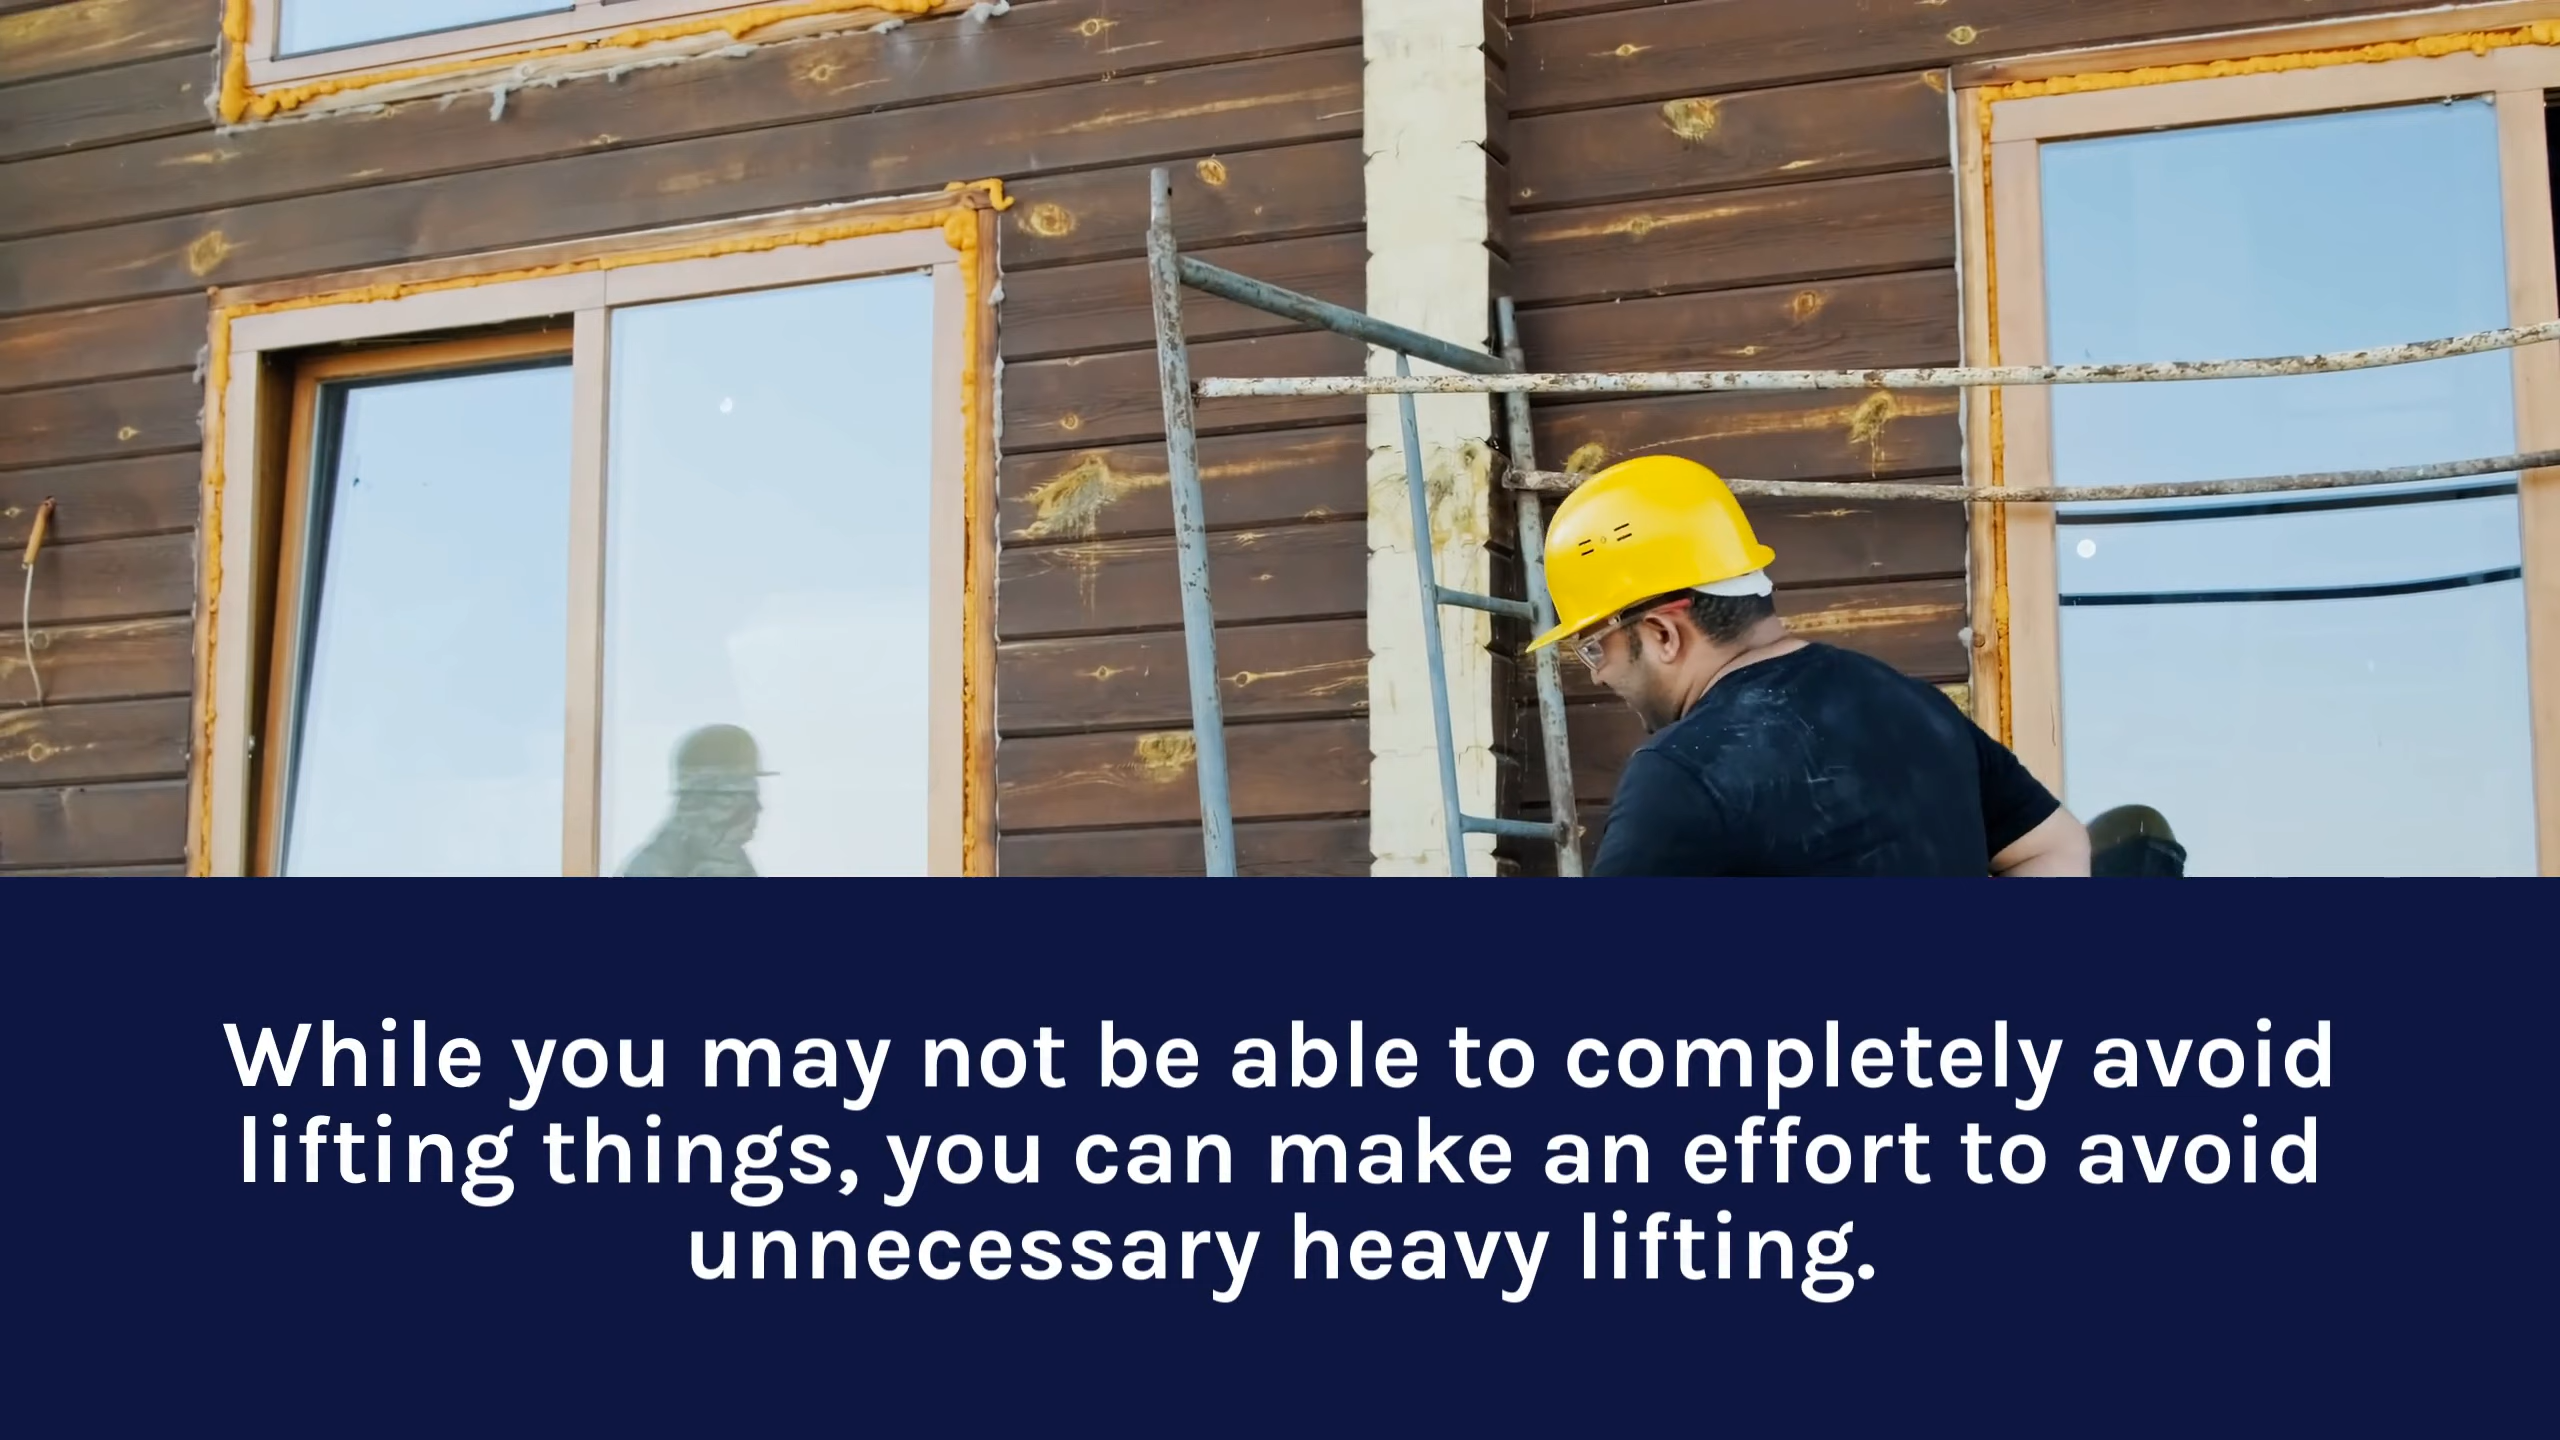 While you may not be able to completely avoid
lifting things, you can make an effort to avoid
unnecessary heavy lifting.